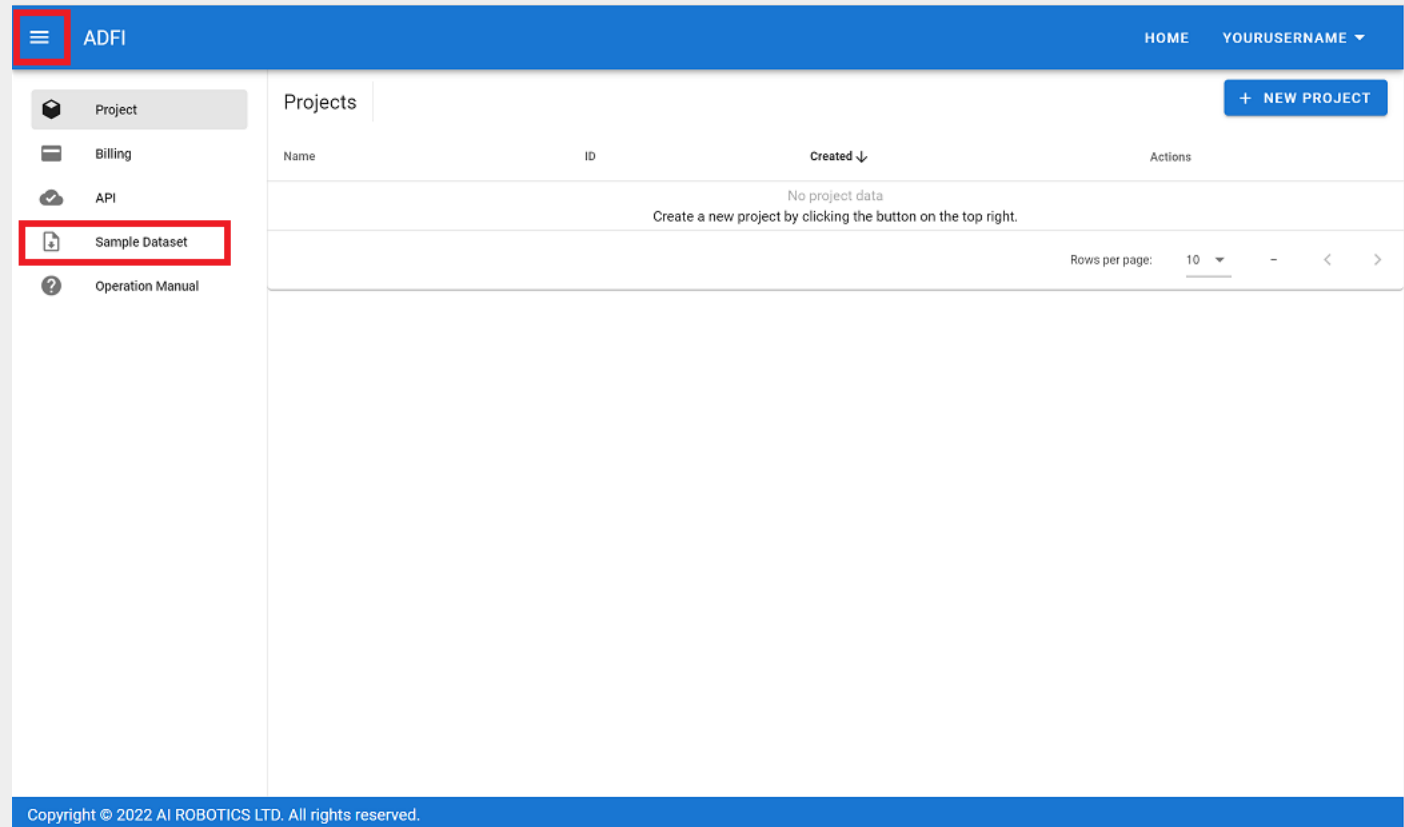 ADFI
HOME YOURUSERNAME
Project
Billing
API
Sample Dataset
Operation Manual
Projects
+ NEW PROJECT
Name ID Created Actions
No project data
Create a new project by clicking the button on the top right.
Rows per page: 10 –
Copyright © 2022 AI ROBOTICS LTD. All rights reserved.